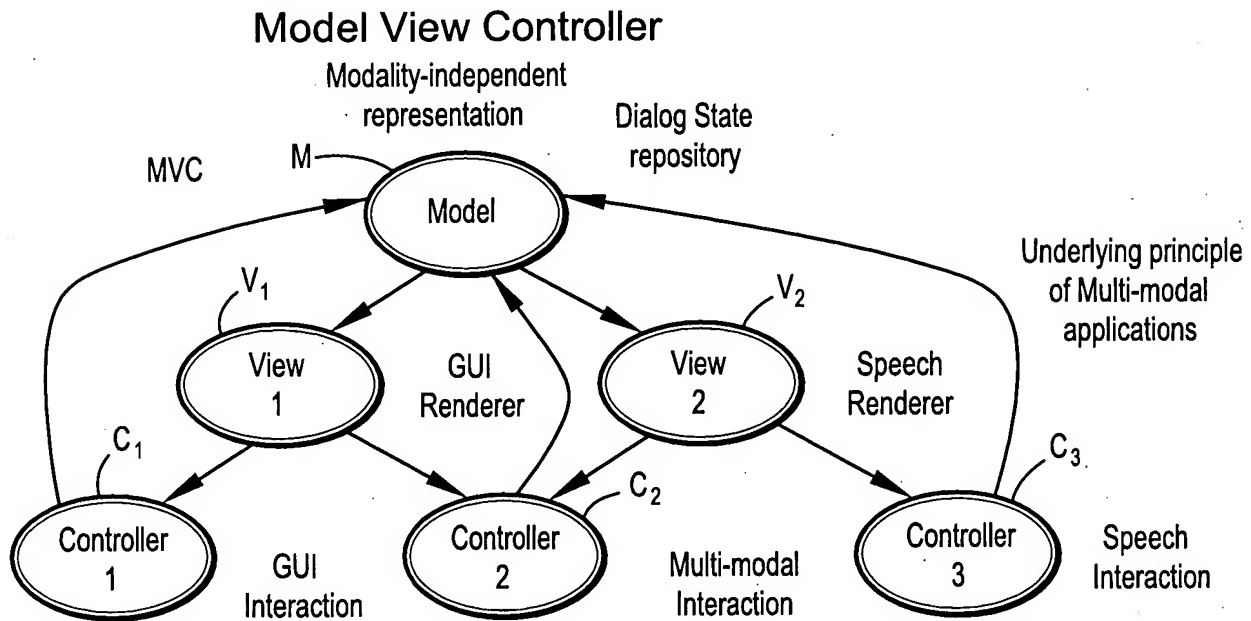 Model View Controller
Modality-independent
representation
Dialog State
repository
MVC
M
Model
Underlying principle
of Multi-modal
applications
V1
V2
View
1
GUI
Renderer
View
2
Speech
Renderer
C1
C2
C3
Controller
1
GUI
Interaction
Controller
2
Multi-modal
Interaction
Controller
3
Speech
Interaction